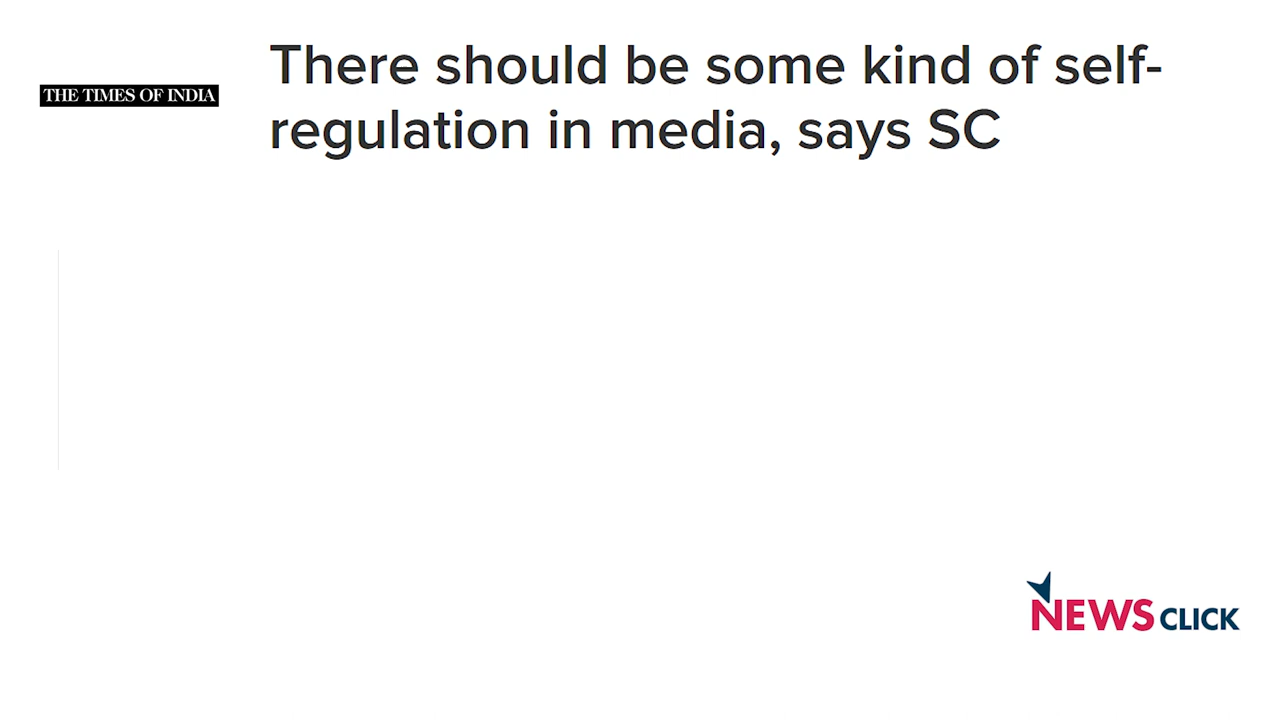 THE TIMES OF INDIA
There should be some kind of self-
regulation in media, says SC
NEWS CLICK